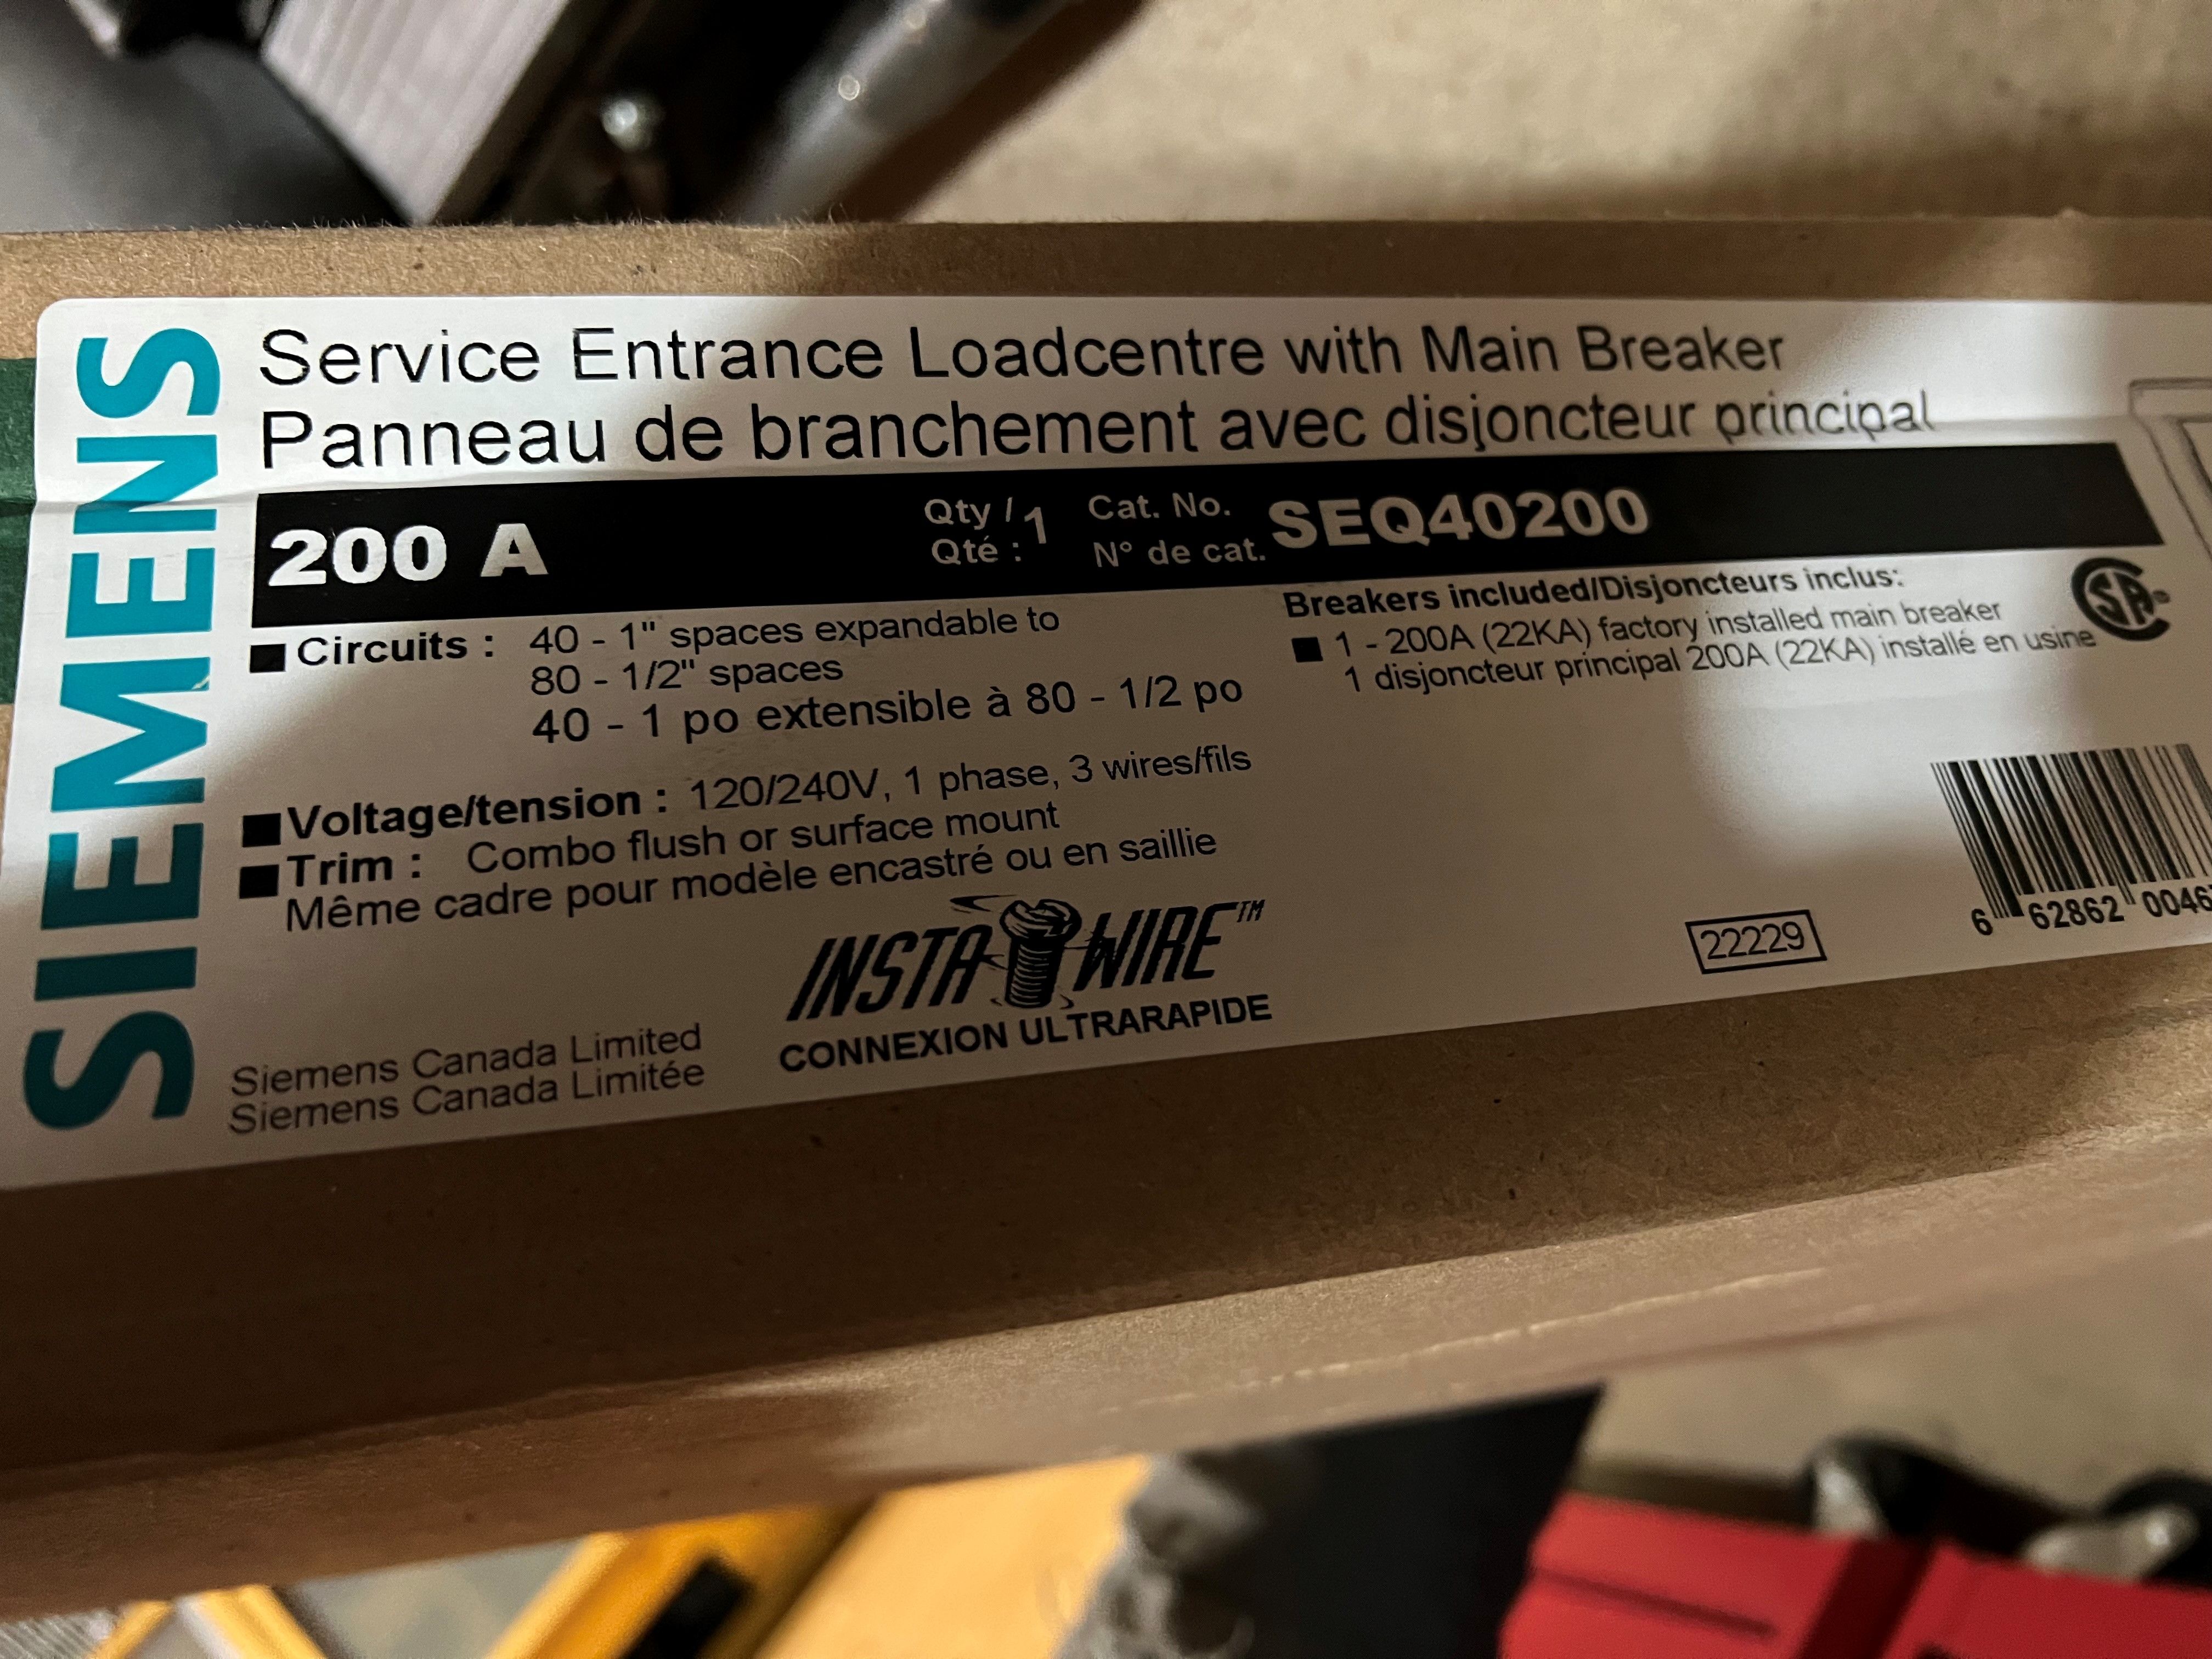 SIEMENS
Service Entrance Loadcentre with Main Breaker
Panneau de branchement avec disjoncteur principal
200 A
Qty / 1
Qté :
Cat. No. SEQ40200
N° de cat.
Circuits : 40 - 1" spaces expandable to
80 - 1/2" spaces
40 - 1 po extensible à 80 - 1/2 po
Voltage/tension : 120/240V, 1 phase, 3 wires/fils
Trim : Combo flush or surface mount
Même cadre pour modèle encastré ou en saillie
Breakers included/Disjoncteurs inclus:
1 - 200A (22KA) factory installed main breaker
1 disjoncteur principal 200A (22KA) installé en usine
SA®
INSTA WIRE™
CONNEXION ULTRARAPIDE
Siemens Canada Limited
Siemens Canada Limitée
22229
6 62862 0046